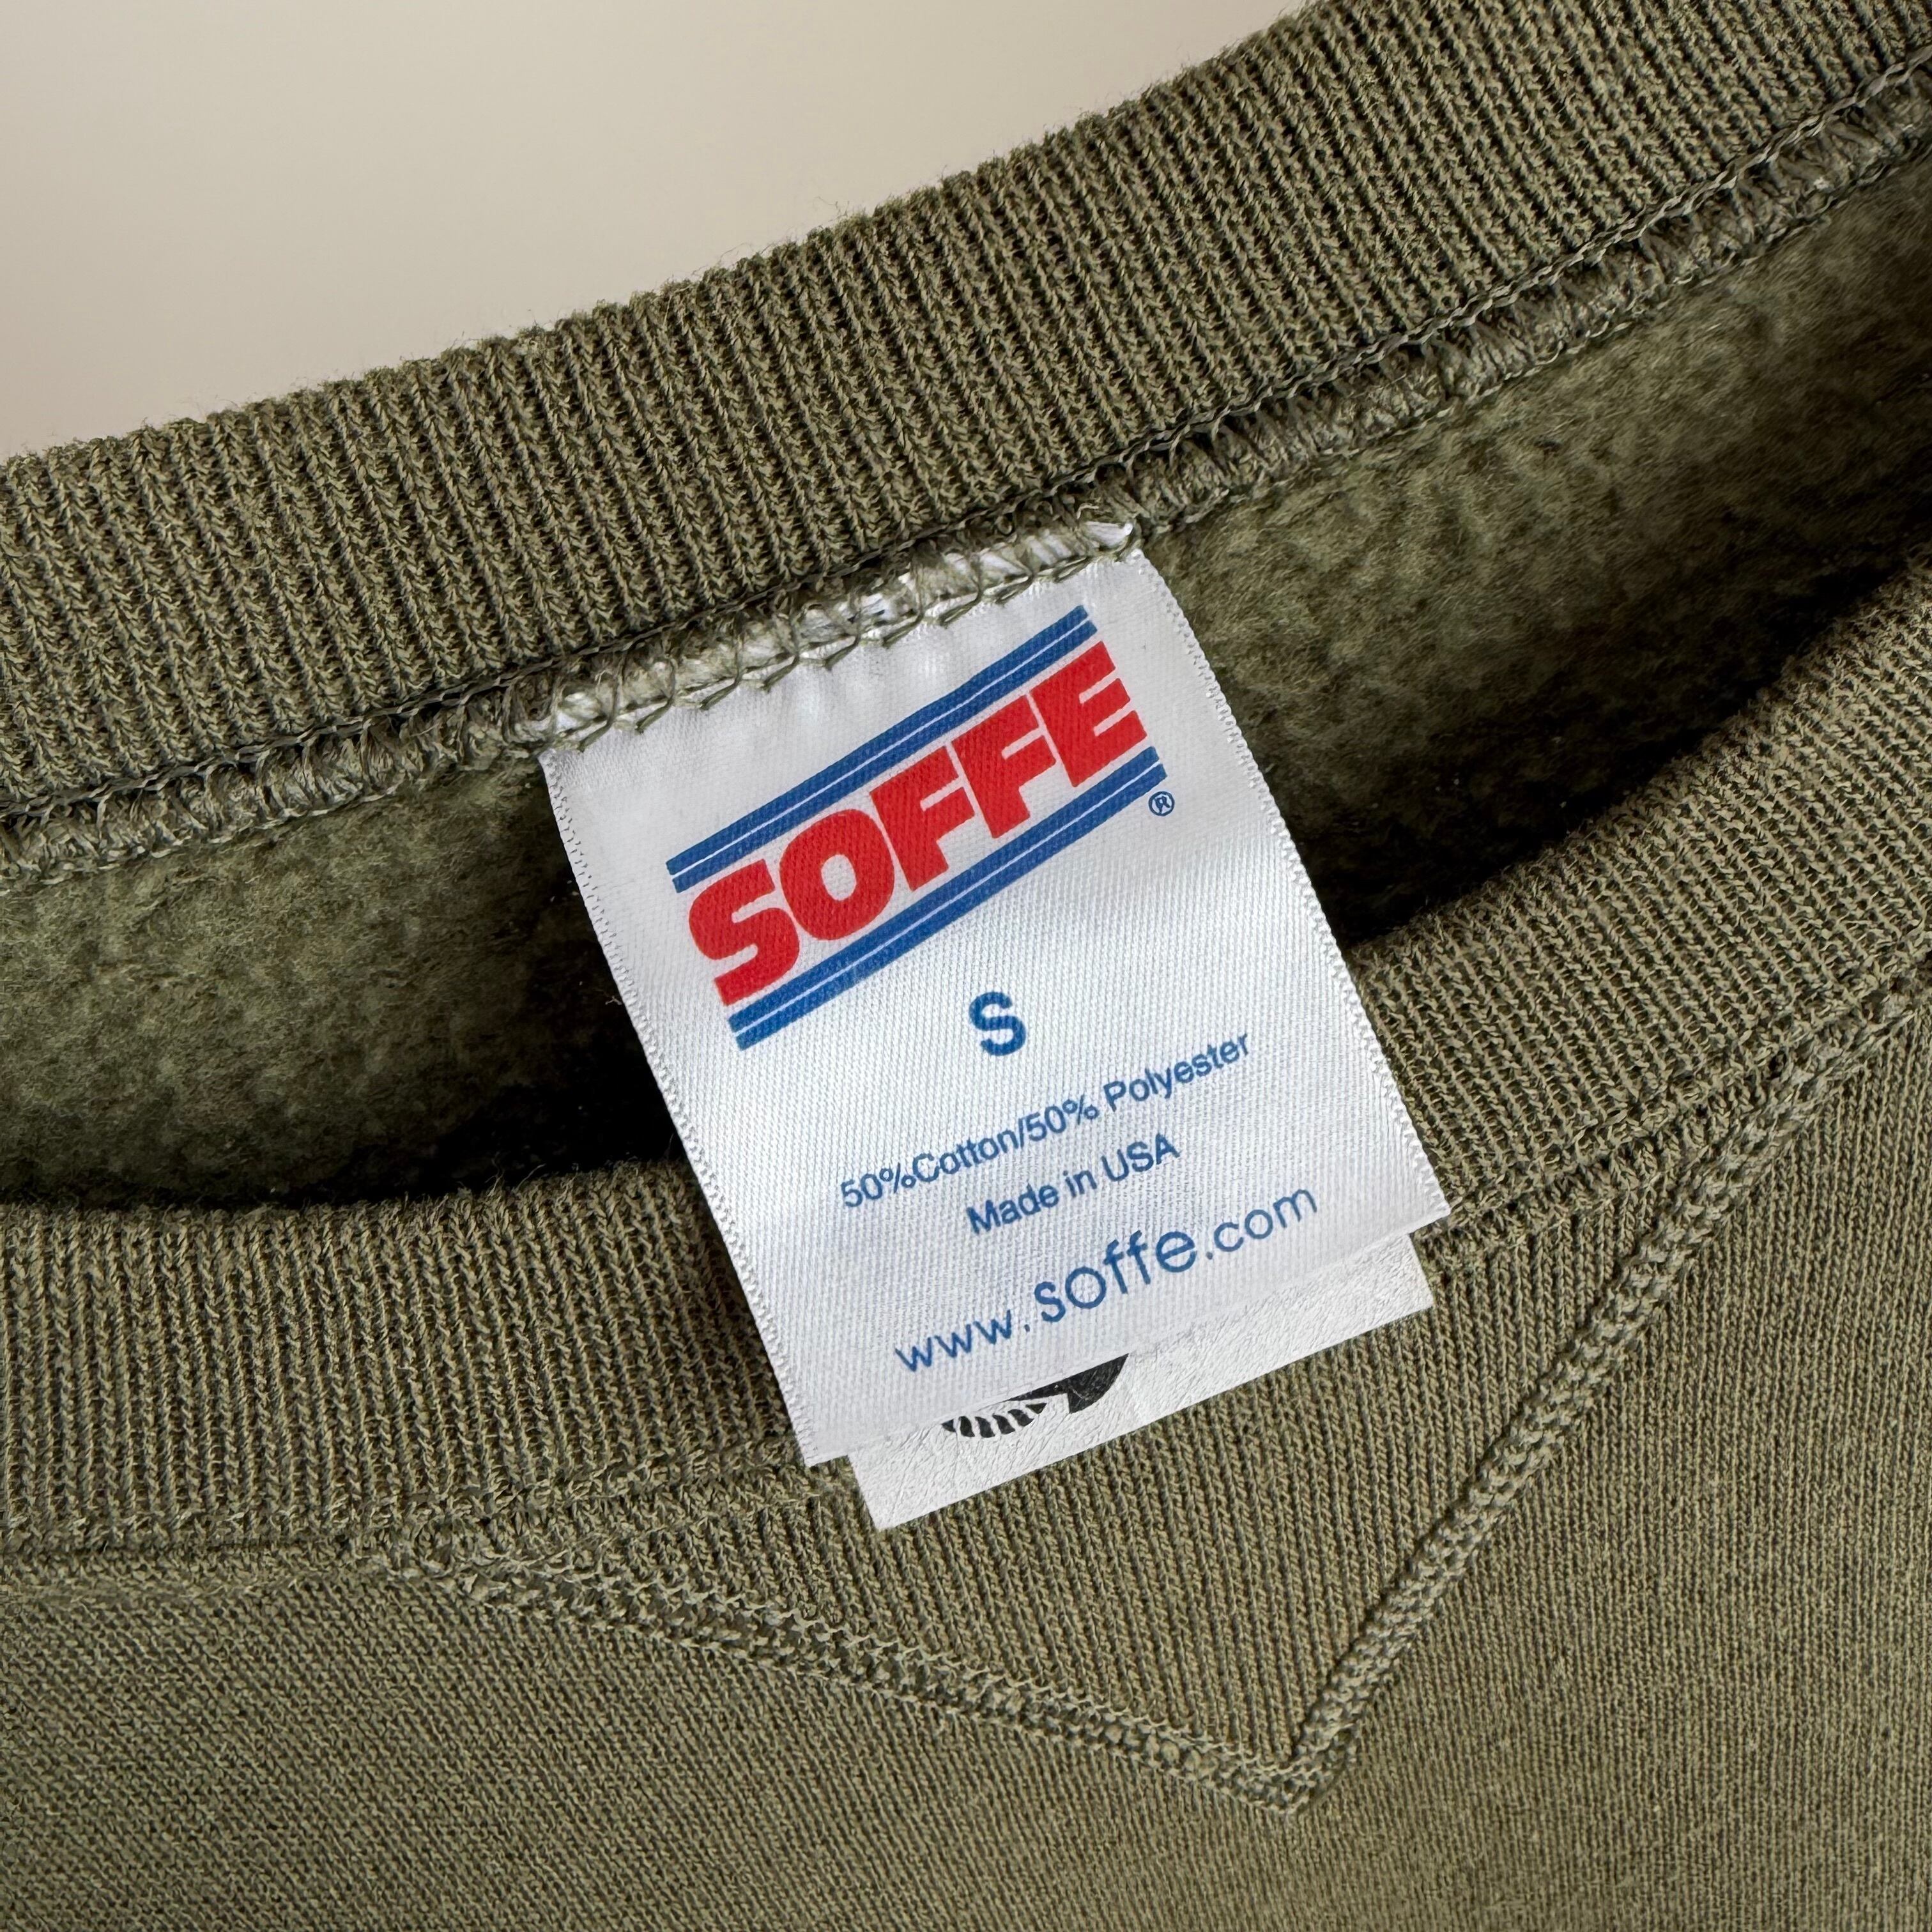 SOFFE®
S
50%Cotton/50% Polyester
Made in USA
www.soffe.com